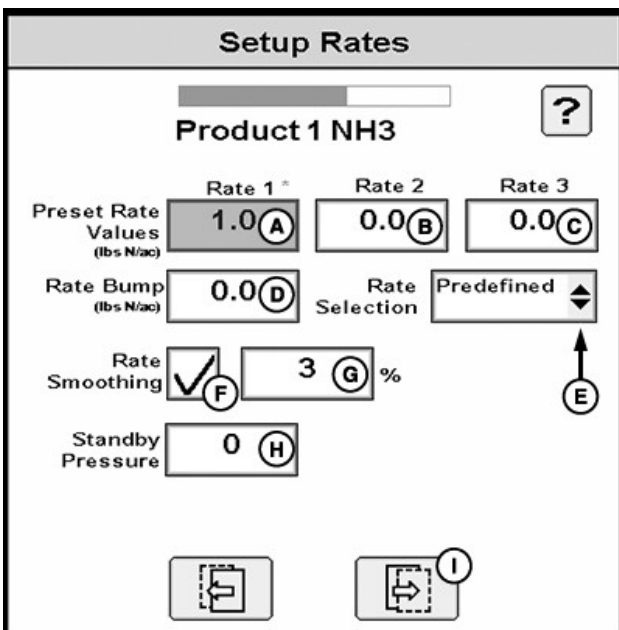 Setup Rates
?
Product 1 NH3
Rate 1 * Rate 2 Rate 3
Preset Rate
Values
(lbs N/ac)
1.0 A 0.0 B 0.0 C
Rate Bump
(lbs N/ac)
0.0 D
Rate
Selection
Predefined
E
Rate
Smoothing
F
3 G %
Standby
Pressure
0 H
I